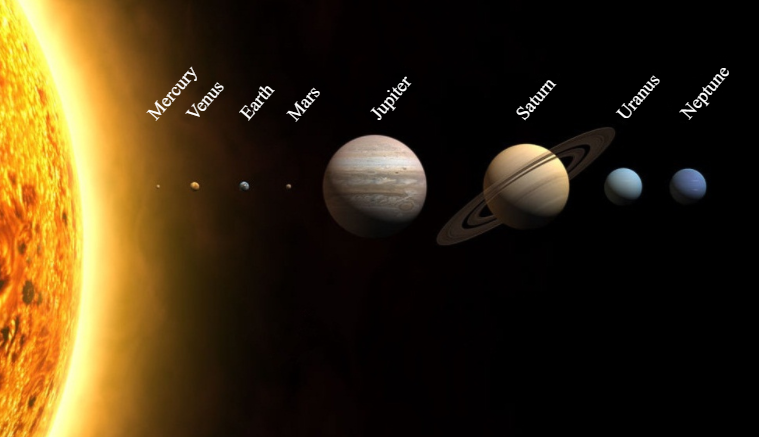 Mercury
Venus
Earth
Mars
Jupiter
Saturn
Uranus
Neptune